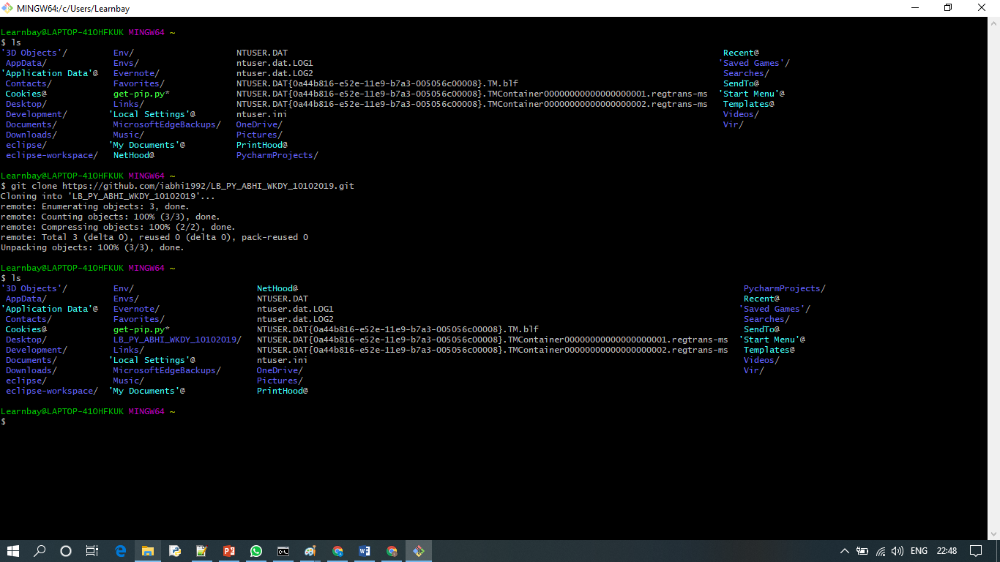 MINGW64:/c/Users/Learnbay
Learnbay@LAPTOP-41OHFKUK MINGW64 ~
$ ls
'3D Objects'/ Env/ NTUSER.DAT Recent@
AppData/ Envs/ ntuser.dat.LOG1 'Saved Games'/
'Application Data'@ Evernote/ ntuser.dat.LOG2 Searches/
Contacts/ Favorites/ NTUSER.DAT{0a44b816-e52e-11e9-b7a3-005056c00008}.TM.blf SendTo@
Cookies@ get-pip.py* NTUSER.DAT{0a44b816-e52e-11e9-b7a3-005056c00008}.TMContainer00000000000000000001.regtrans-ms 'Start Menu'@
Desktop/ Links/ NTUSER.DAT{0a44b816-e52e-11e9-b7a3-005056c00008}.TMContainer00000000000000000002.regtrans-ms Templates@
Development/ 'Local Settings'@ ntuser.ini Videos/
Documents/ MicrosoftEdgeBackups/ OneDrive/ Vir/
Downloads/ Music/ Pictures/
eclipse/ 'My Documents'@ PrintHood@
eclipse-workspace/ NetHood@ PycharmProjects/
Learnbay@LAPTOP-41OHFKUK MINGW64 ~
$ git clone https://github.com/iabhi1992/LB_PY_ABHI_WKDY_10102019.git
Cloning into 'LB_PY_ABHI_WKDY_10102019'...
remote: Enumerating objects: 3, done.
remote: Counting objects: 100% (3/3), done.
remote: Compressing objects: 100% (2/2), done.
remote: Total 3 (delta 0), reused 0 (delta 0), pack-reused 0
Unpacking objects: 100% (3/3), done.
Learnbay@LAPTOP-41OHFKUK MINGW64 ~
$ ls
'3D Objects'/ Env/ NetHood@ PycharmProjects/
AppData/ Envs/ NTUSER.DAT Recent@
'Application Data'@ Evernote/ ntuser.dat.LOG1 'Saved Games'/
Contacts/ Favorites/ ntuser.dat.LOG2 Searches/
Cookies@ get-pip.py* NTUSER.DAT{0a44b816-e52e-11e9-b7a3-005056c00008}.TM.blf SendTo@
Desktop/ LB_PY_ABHI_WKDY_10102019/ NTUSER.DAT{0a44b816-e52e-11e9-b7a3-005056c00008}.TMContainer00000000000000000001.regtrans-ms 'Start Menu'@
Development/ Links/ NTUSER.DAT{0a44b816-e52e-11e9-b7a3-005056c00008}.TMContainer00000000000000000002.regtrans-ms Templates@
Documents/ 'Local Settings'@ ntuser.ini Videos/
Downloads/ MicrosoftEdgeBackups/ OneDrive/ Vir/
eclipse/ Music/ Pictures/
eclipse-workspace/ 'My Documents'@ PrintHood@
Learnbay@LAPTOP-41OHFKUK MINGW64 ~
$
ENG 22:48